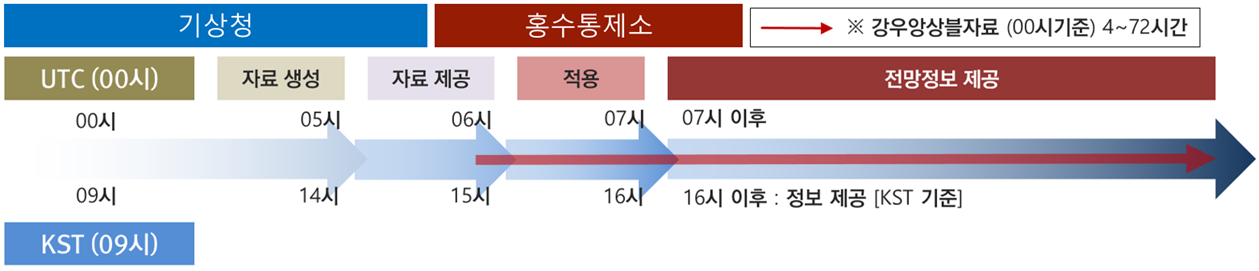 기상청
홍수통제소
※ 강우앙상블자료 (00시기준) 4~72시간
UTC (00시)
자료 생성
자료 제공
적용
전망정보 제공
00시
05시
06시
07시
07시 이후
09시
14시
15시
16시
16시 이후 : 정보 제공 [KST 기준]
KST (09시)